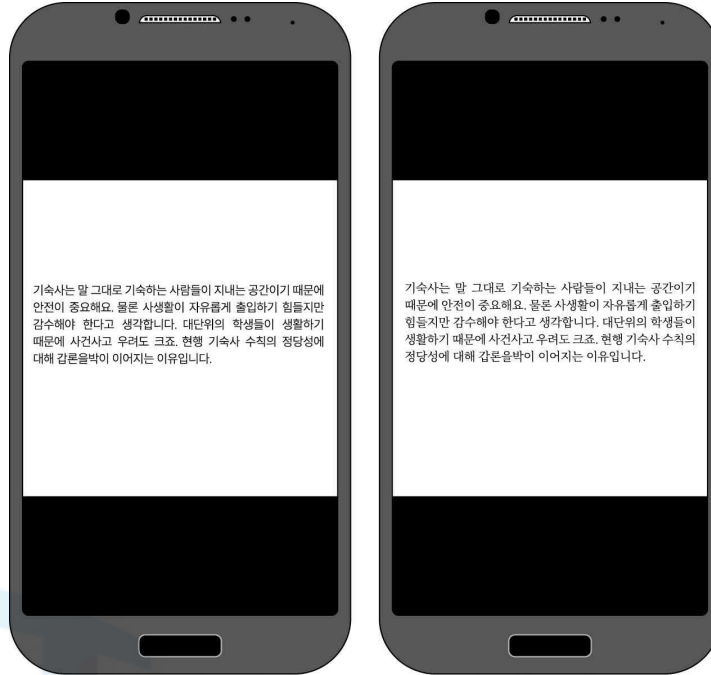 기숙사는 말 그대로 기숙하는 사람들이 지내는 공간이기 때문에
안전이 중요해요. 물론 사생활이 자유롭게 출입하기 힘들지만
감수해야 한다고 생각합니다. 대단위의 학생들이 생활하기
때문에 사건사고 우려도 크죠. 현행 기숙사 수칙의 정당성에
대해 갑론을박이 이어지는 이유입니다.
기숙사는 말 그대로 기숙하는 사람들이 지내는 공간이기
때문에 안전이 중요해요. 물론 사생활이 자유롭게 출입하기
힘들지만 감수해야 한다고 생각합니다. 대단위의 학생들이
생활하기 때문에 사건사고 우려도 크죠. 현행 기숙사 수칙의
정당성에 대해 갑론을박이 이어지는 이유입니다.